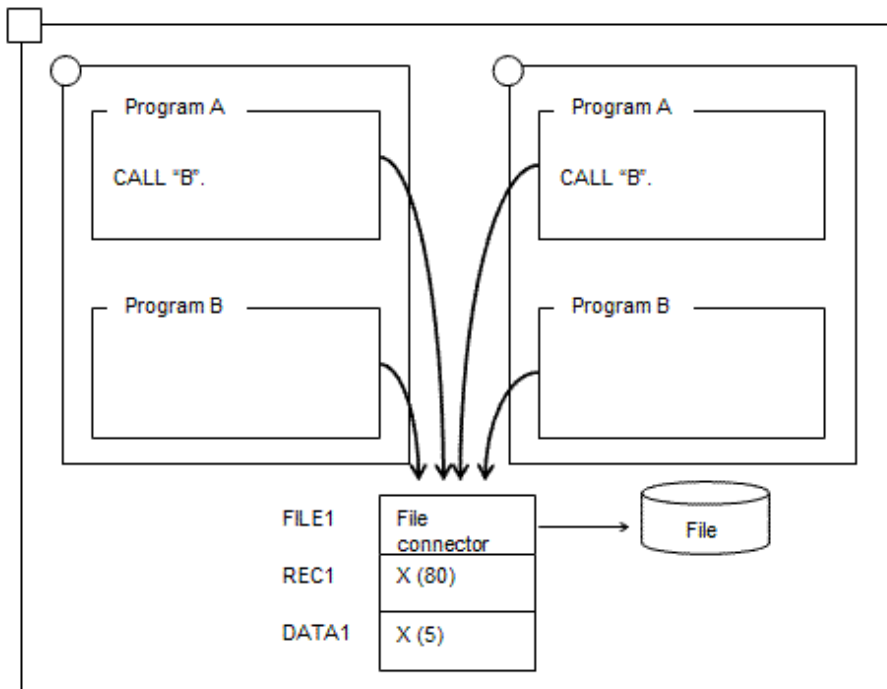 Program A
CALL “B”.
Program B
Program A
CALL “B”.
Program B
FILE1
File
connector
File
REC1
X (80)
DATA1
X (5)